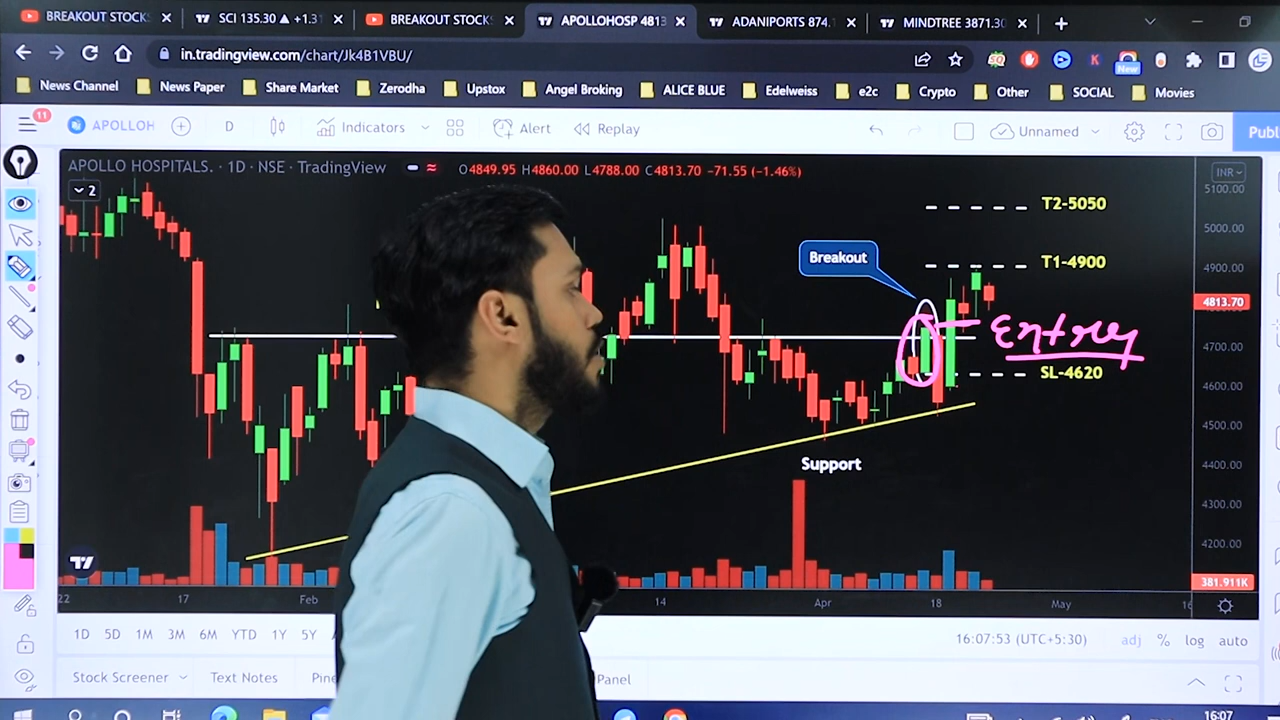 BREAKOUT STOCKS
SCI 135.30 ▲ +1.3
BREAKOUT STOCKS
APOLLOHOSP 4813
ADANIPORTS 874.
MINDTREE 3871.30
in.tradingview.com/chart/Jk4B1VBU/
New
News Channel
News Paper
Share Market
Zerodha
Upstox
Angel Broking
ALICE BLUE
Edelweiss
e2c
Crypto
Other
SOCIAL
Movies
11
APOLLOH
D
Indicators
Alert
Replay
Unnamed
Publ
APOLLO HOSPITALS. · 1D · NSE · TradingView
O4849.95 H4860.00 L4788.00 C4813.70 −71.55 (−1.46%)
INR
2
5100.00
T2-5050
5000.00
Breakout
T1-4900
4900.00
4813.70
Entry
4700.00
SL-4620
4600.00
4500.00
Support
4400.00
4300.00
4200.00
381.911K
22
17
Feb
14
Apr
18
May
16
1D 5D 1M 3M 6M YTD 1Y 5Y
16:07:53 (UTC+5:30)
adj % log auto
Stock Screener
Text Notes
Pine
Panel
16:07